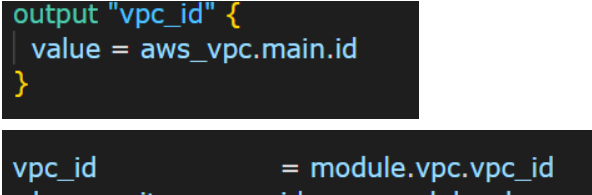 output "vpc_id" {
  value = aws_vpc.main.id
}
vpc_id                = module.vpc.vpc_id